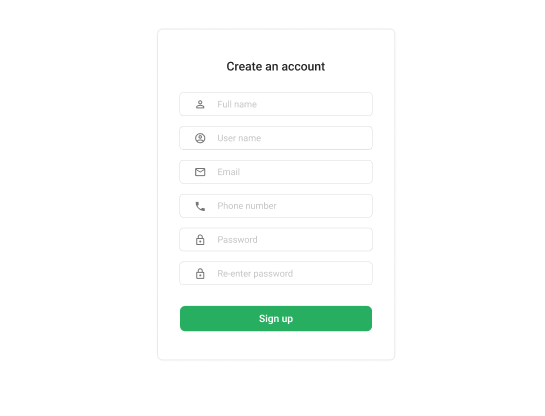 Create an account
Full name
User name
Email
Phone number
Password
Re-enter password
Sign up